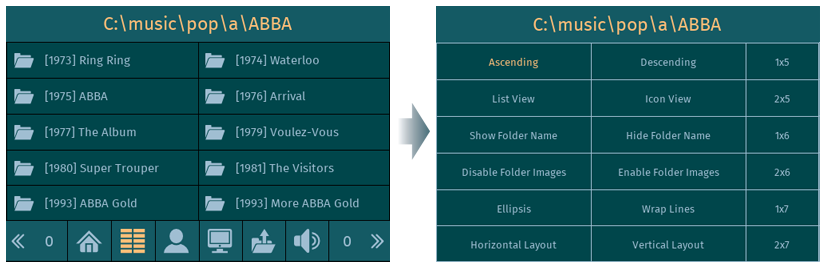 C:\music\pop\a\ABBA
[1973] Ring Ring
[1974] Waterloo
[1975] ABBA
[1976] Arrival
[1977] The Album
[1979] Voulez-Vous
[1980] Super Trouper
[1981] The Visitors
[1993] ABBA Gold
[1993] More ABBA Gold
0
0
C:\music\pop\a\ABBA
Ascending
Descending
1x5
List View
Icon View
2x5
Show Folder Name
Hide Folder Name
1x6
Disable Folder Images
Enable Folder Images
2x6
Ellipsis
Wrap Lines
1x7
Horizontal Layout
Vertical Layout
2x7